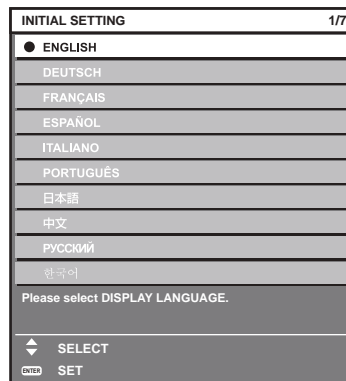 INITIAL SETTING 1/7
ENGLISH
DEUTSCH
FRANÇAIS
ESPAÑOL
ITALIANO
PORTUGUÊS
日本語
中文
РУССКИЙ
한국어
Please select DISPLAY LANGUAGE.
SELECT
ENTER SET